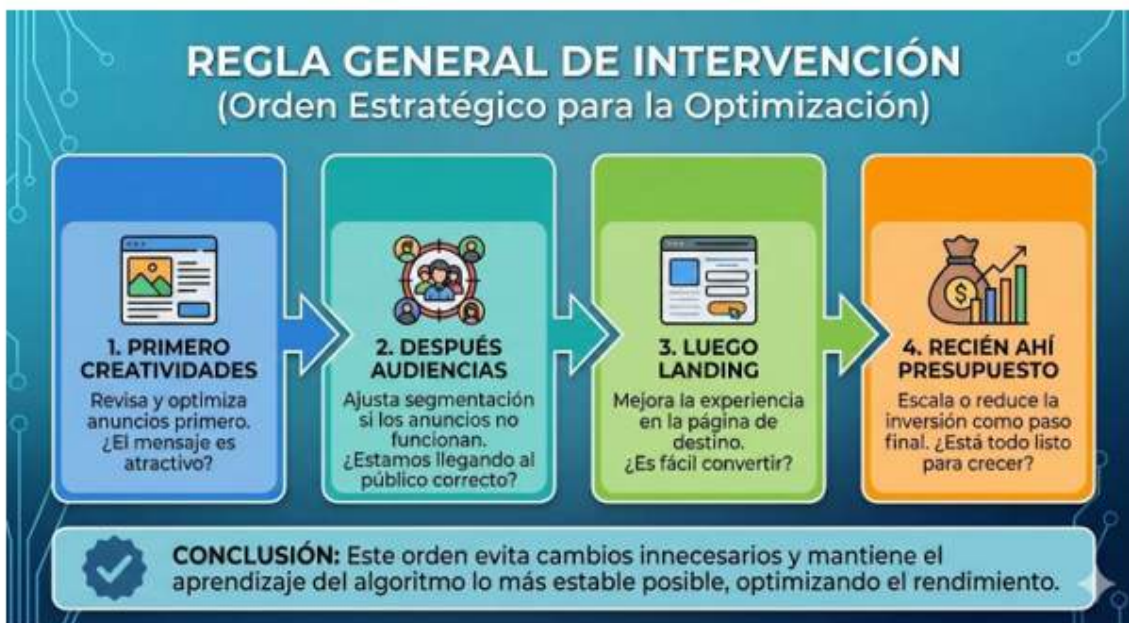 REGLA GENERAL DE INTERVENCIÓN
(Orden Estratégico para la Optimización)
1. PRIMERO
CREATIVIDADES
Revisa y optimiza
anuncios primero.
¿El mensaje es
atractivo?
2. DESPUÉS
AUDIENCIAS
Ajusta segmentación
si los anuncios no
funcionan.
¿Estamos llegando al
público correcto?
3. LUEGO
LANDING
Mejora la experiencia
en la página de
destino.
¿Es fácil convertir?
$
4. RECIÉN AHÍ
PRESUPUESTO
Escala o reduce la
inversión como paso
final. ¿Está todo listo
para crecer?
CONCLUSIÓN: Este orden evita cambios innecesarios y mantiene el
aprendizaje del algoritmo lo más estable posible, optimizando el rendimiento.